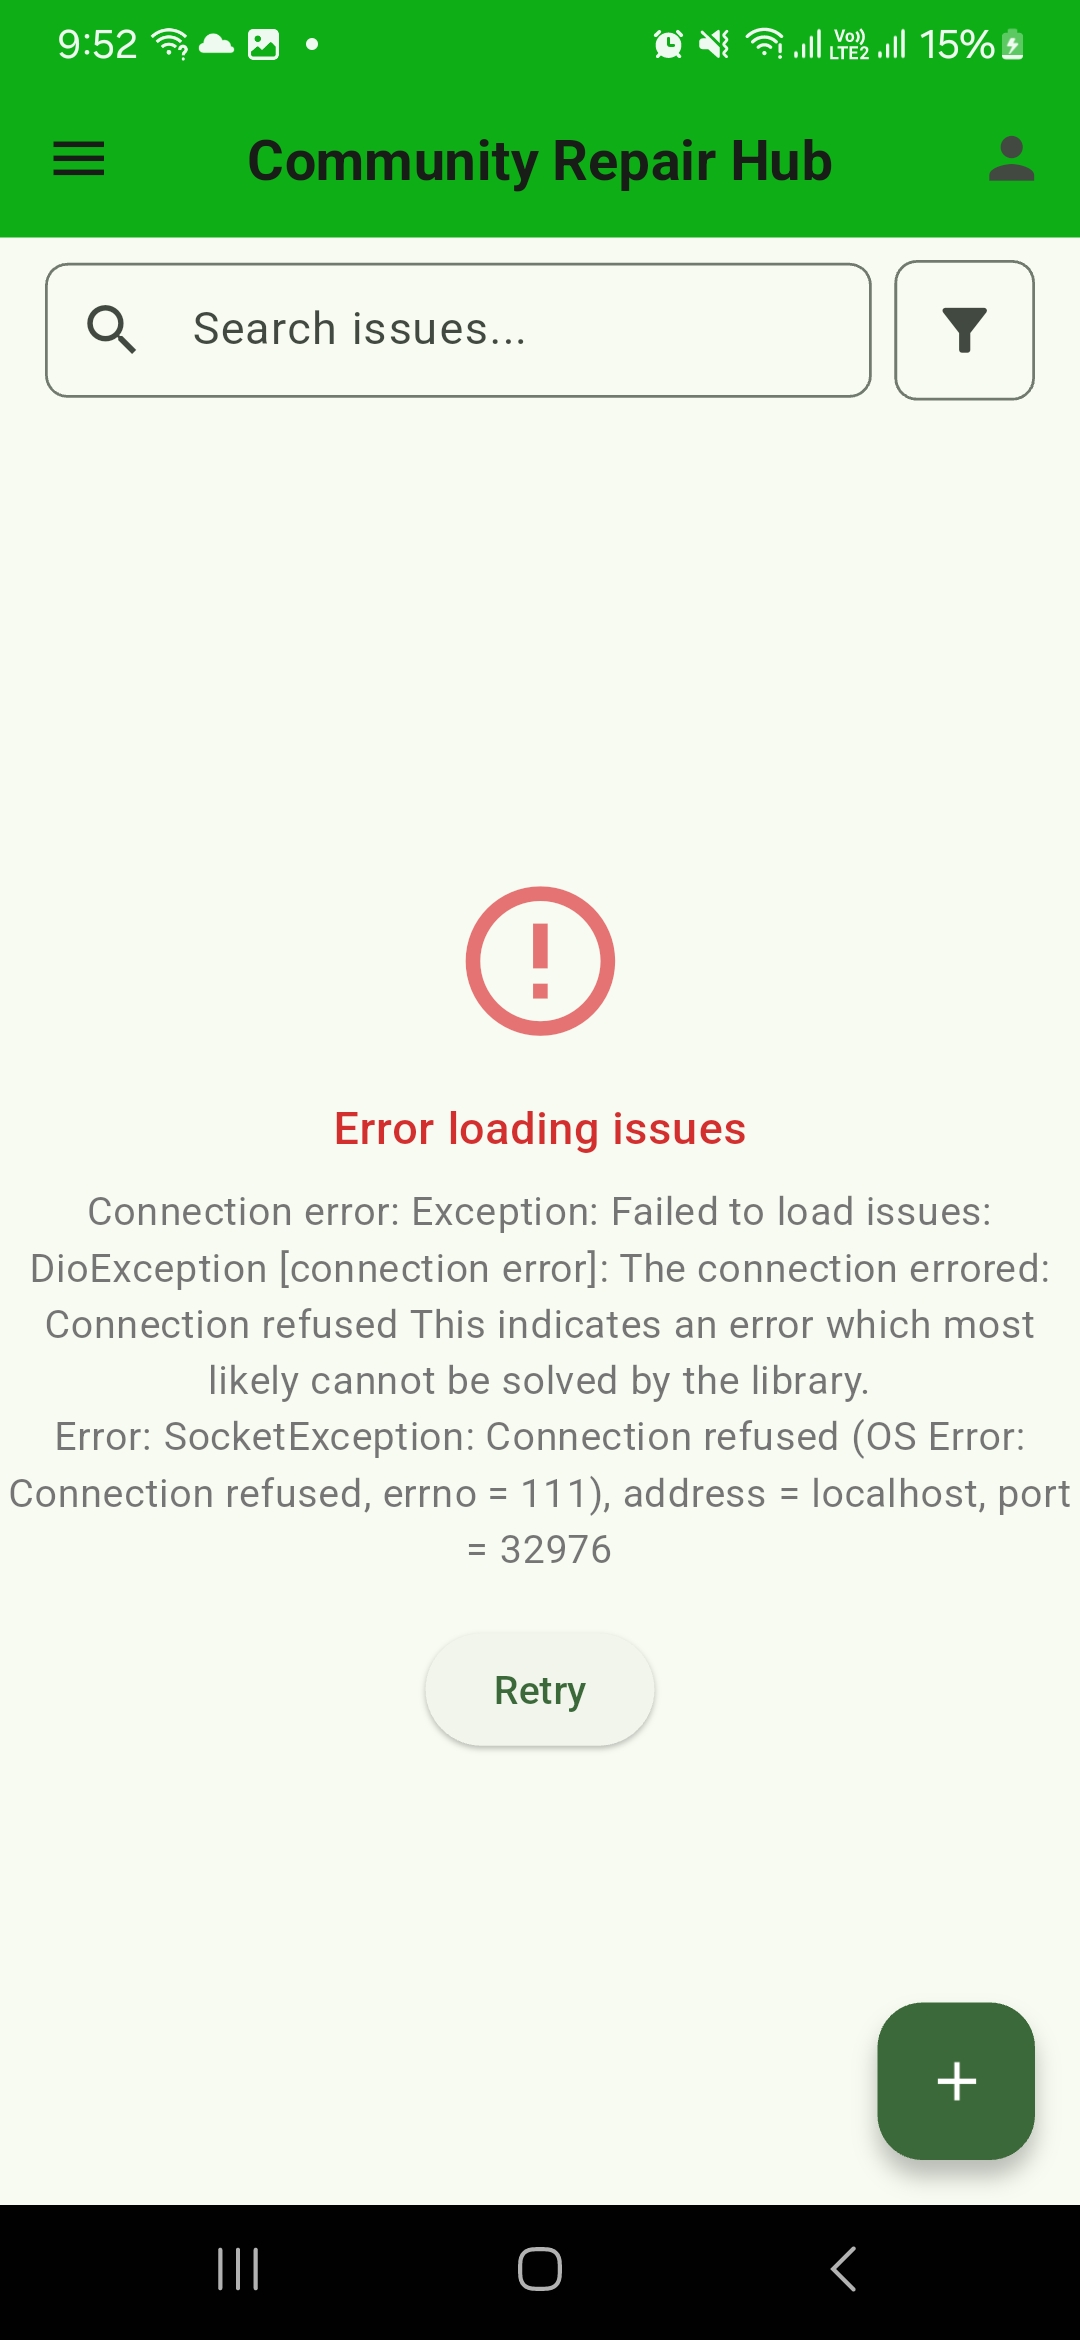 9:52
Vo)) LTE2 15%
Community Repair Hub
Search issues...
Error loading issues
Connection error: Exception: Failed to load issues:
DioException [connection error]: The connection errored:
Connection refused This indicates an error which most
likely cannot be solved by the library.
Error: SocketException: Connection refused (OS Error:
Connection refused, errno = 111), address = localhost, port
= 32976
Retry